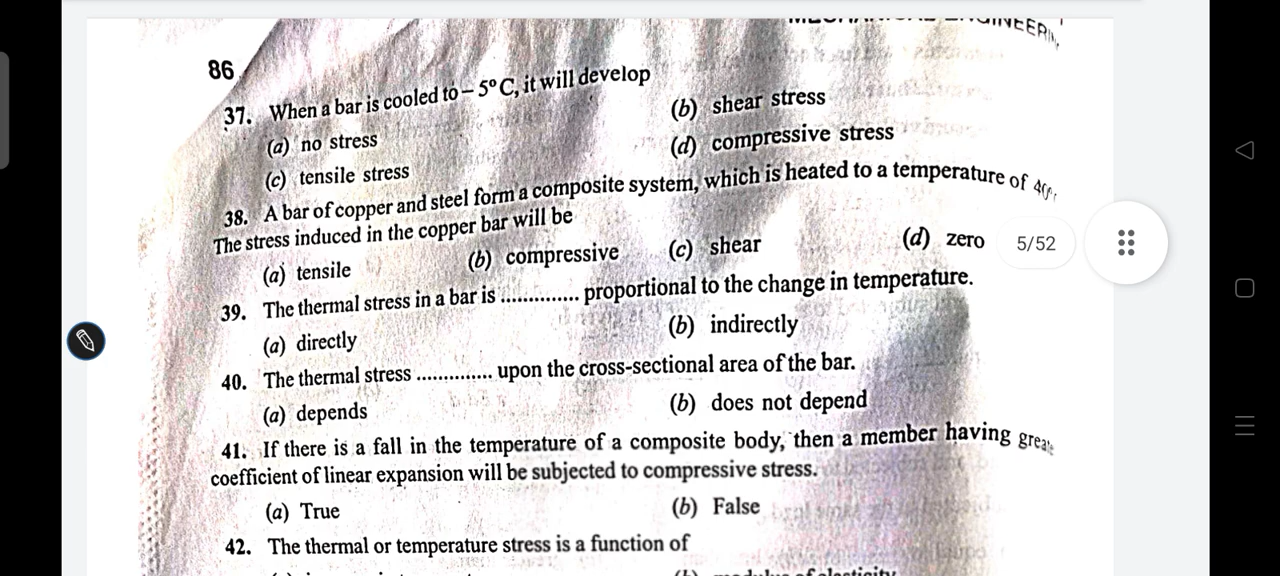 86
37. When a bar is cooled to – 5° C, it will develop
(a) no stress (b) shear stress
(c) tensile stress (d) compressive stress
38. A bar of copper and steel form a composite system, which is heated to a temperature of
The stress induced in the copper bar will be
(a) tensile (b) compressive (c) shear (d) zero
5/52
39. The thermal stress in a bar is ............. proportional to the change in temperature.
(a) directly (b) indirectly
40. The thermal stress ............. upon the cross-sectional area of the bar.
(a) depends (b) does not depend
41. If there is a fall in the temperature of a composite body, then a member having
coefficient of linear expansion will be subjected to compressive stress.
(a) True (b) False
42. The thermal or temperature stress is a function of
(b) modulus of elasticity